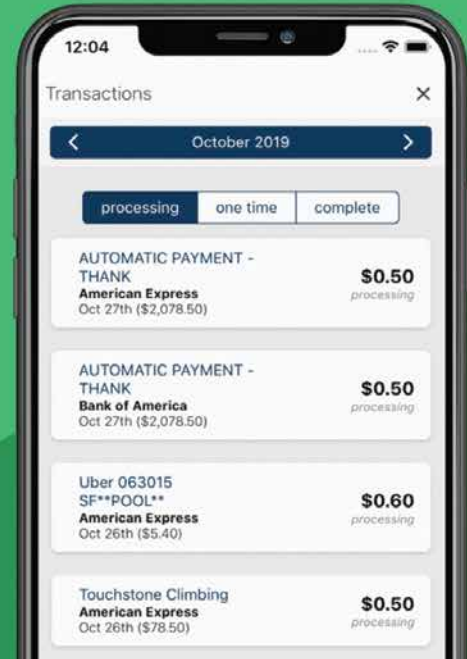 12:04
Transactions
October 2019
processing one time complete
AUTOMATIC PAYMENT -
THANK
American Express
Oct 27th ($2,078.50)
$0.50
processing
AUTOMATIC PAYMENT -
THANK
Bank of America
Oct 27th ($2,078.50)
$0.50
processing
Uber 063015
SF**POOL**
American Express
Oct 26th ($5.40)
$0.60
processing
Touchstone Climbing
American Express
Oct 26th ($78.50)
$0.50
processing